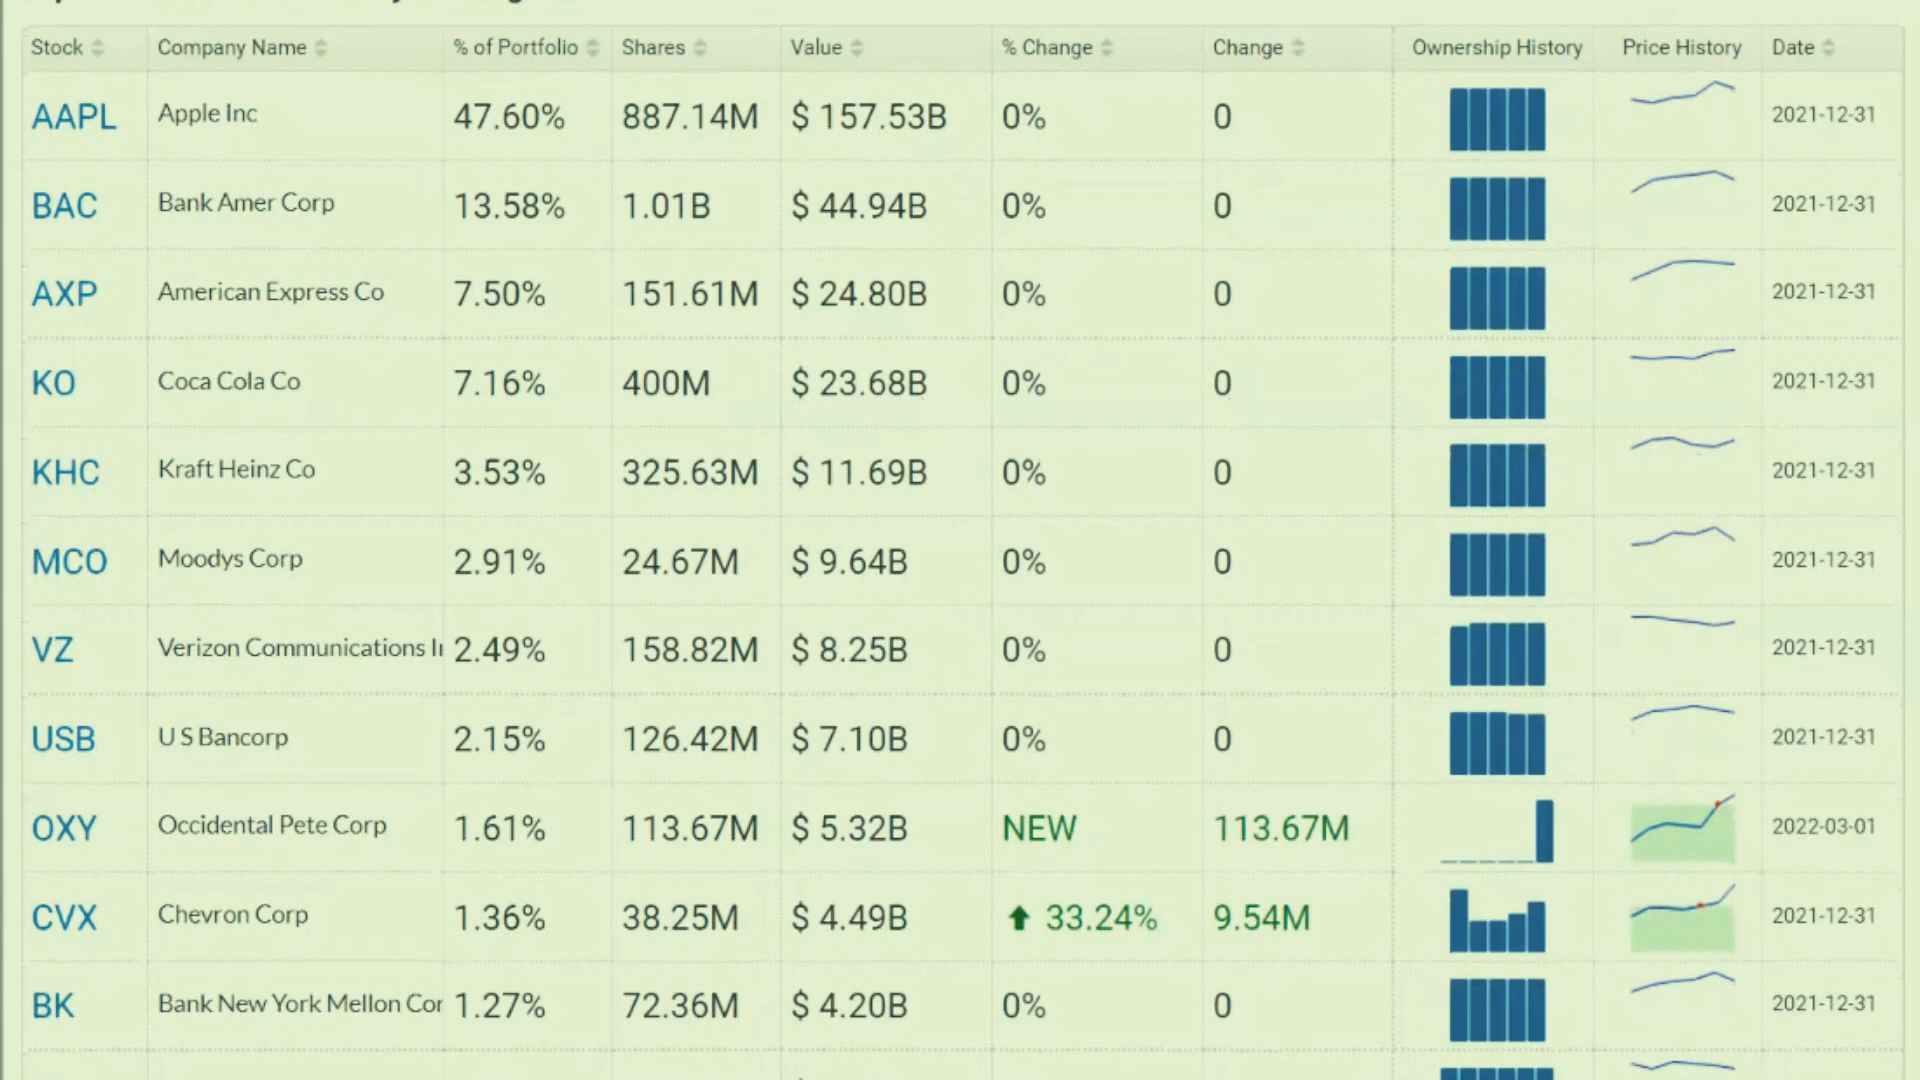 Stock Company Name % of Portfolio Shares Value % Change Change Ownership History Price History Date
AAPL Apple Inc 47.60% 887.14M $ 157.53B 0% 0 2021-12-31
BAC Bank Amer Corp 13.58% 1.01B $ 44.94B 0% 0 2021-12-31
AXP American Express Co 7.50% 151.61M $ 24.80B 0% 0 2021-12-31
KO Coca Cola Co 7.16% 400M $ 23.68B 0% 0 2021-12-31
KHC Kraft Heinz Co 3.53% 325.63M $ 11.69B 0% 0 2021-12-31
MCO Moodys Corp 2.91% 24.67M $ 9.64B 0% 0 2021-12-31
VZ Verizon Communications In 2.49% 158.82M $ 8.25B 0% 0 2021-12-31
USB U S Bancorp 2.15% 126.42M $ 7.10B 0% 0 2021-12-31
OXY Occidental Pete Corp 1.61% 113.67M $ 5.32B NEW 113.67M 2022-03-01
CVX Chevron Corp 1.36% 38.25M $ 4.49B 33.24% 9.54M 2021-12-31
BK Bank New York Mellon Cor 1.27% 72.36M $ 4.20B 0% 0 2021-12-31